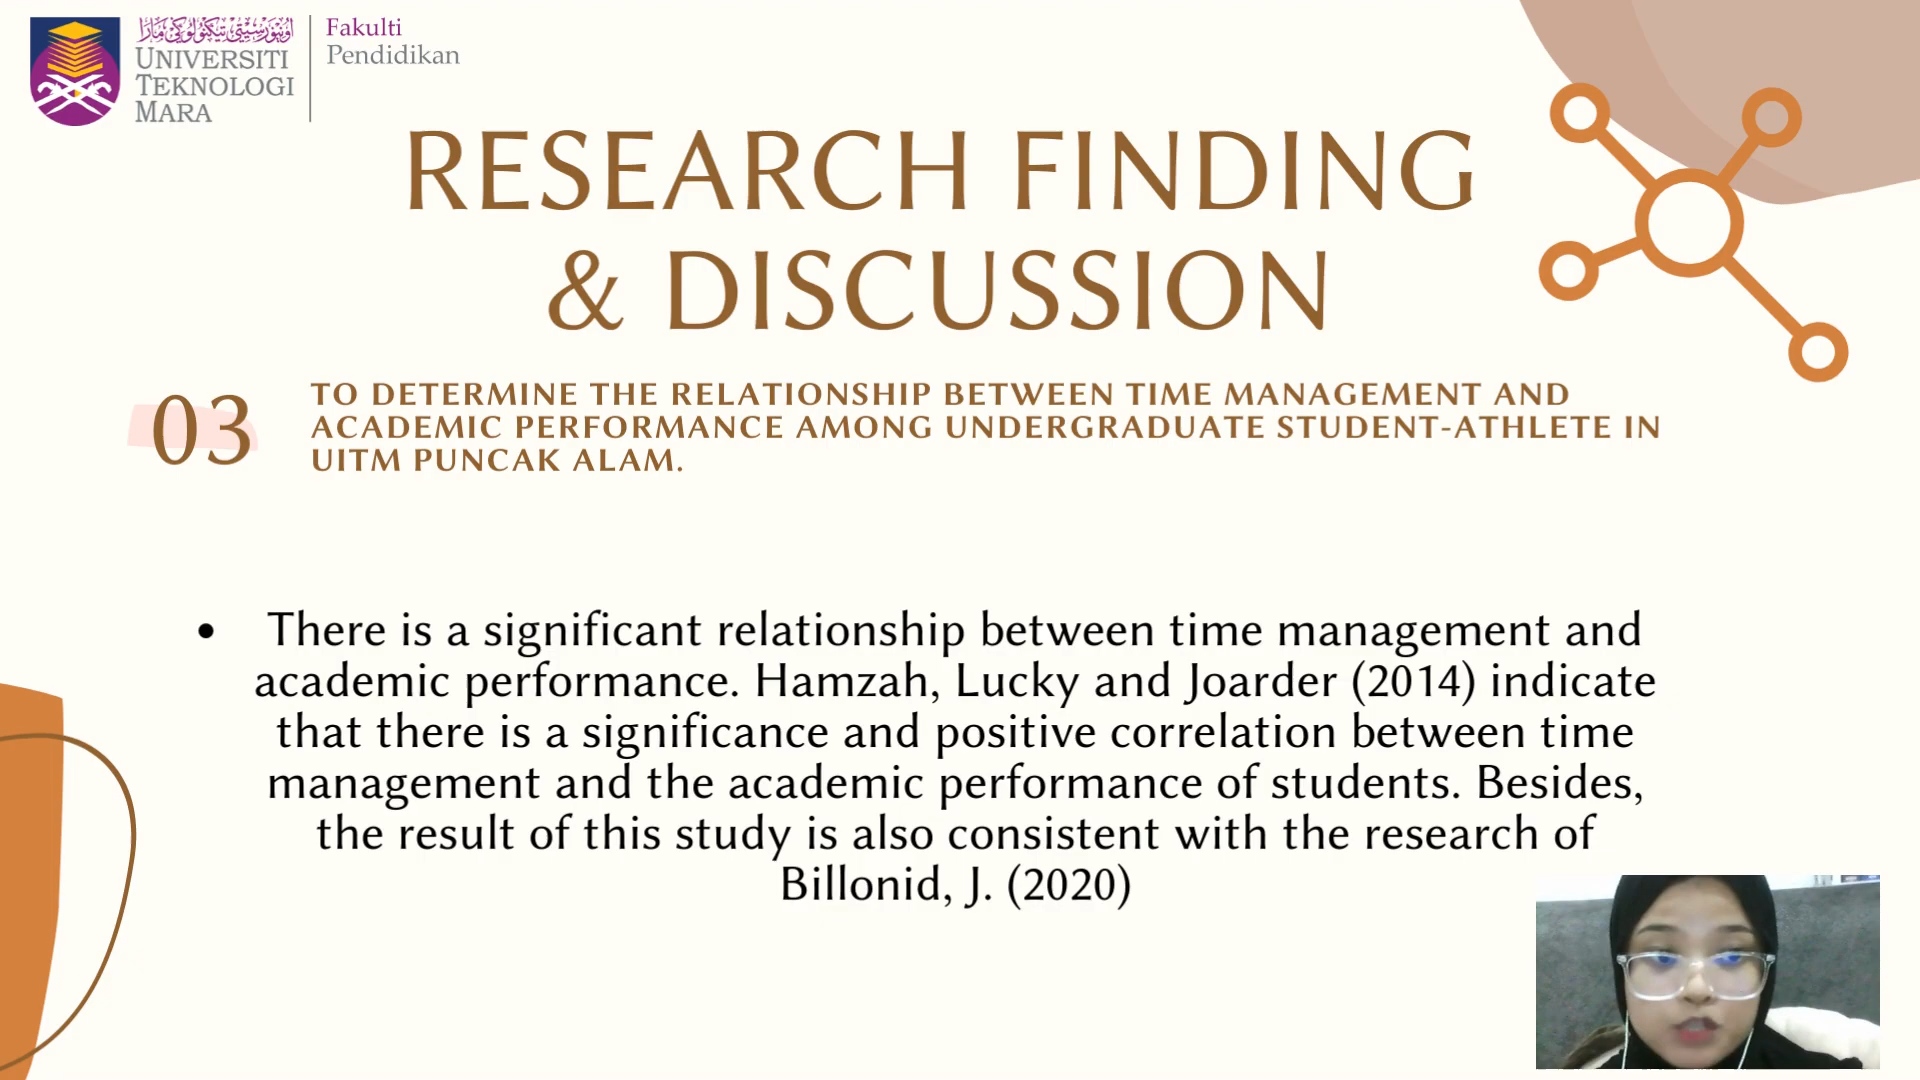 اونيۏرسيتي تيكنولوڬي مارا
UNIVERSITI
TEKNOLOGI
MARA
Fakulti
Pendidikan
RESEARCH FINDING
& DISCUSSION
03
TO DETERMINE THE RELATIONSHIP BETWEEN TIME MANAGEMENT AND
ACADEMIC PERFORMANCE AMONG UNDERGRADUATE STUDENT-ATHLETE IN
UITM PUNCAK ALAM.
• There is a significant relationship between time management and
academic performance. Hamzah, Lucky and Joarder (2014) indicate
that there is a significance and positive correlation between time
management and the academic performance of students. Besides,
the result of this study is also consistent with the research of
Billonid, J. (2020)